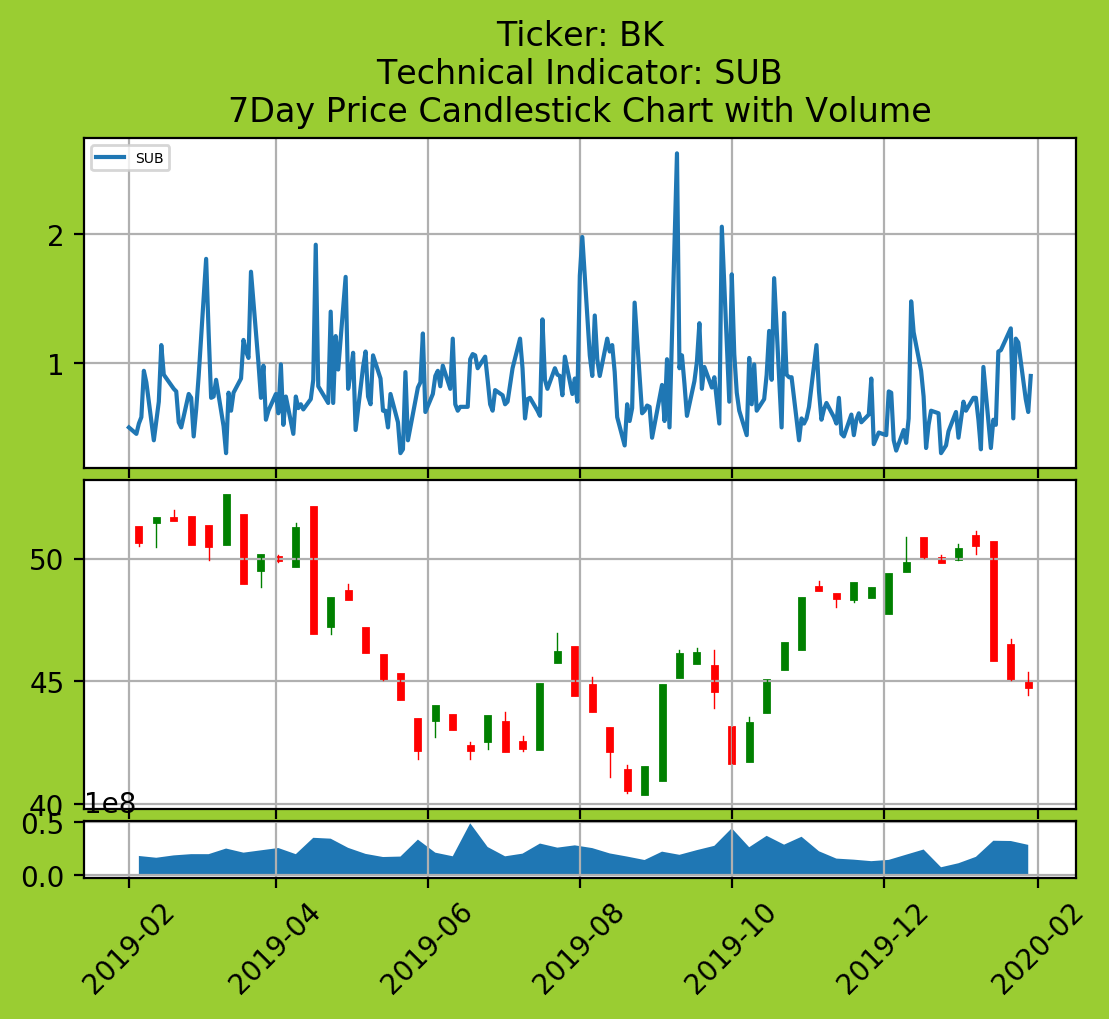 Ticker: BK
Technical Indicator: SUB
7Day Price Candlestick Chart with Volume
SUB
2
1
50
45
40
1e8
0.5
0.0
2019-02
2019-04
2019-06
2019-08
2019-10
2019-12
2020-02